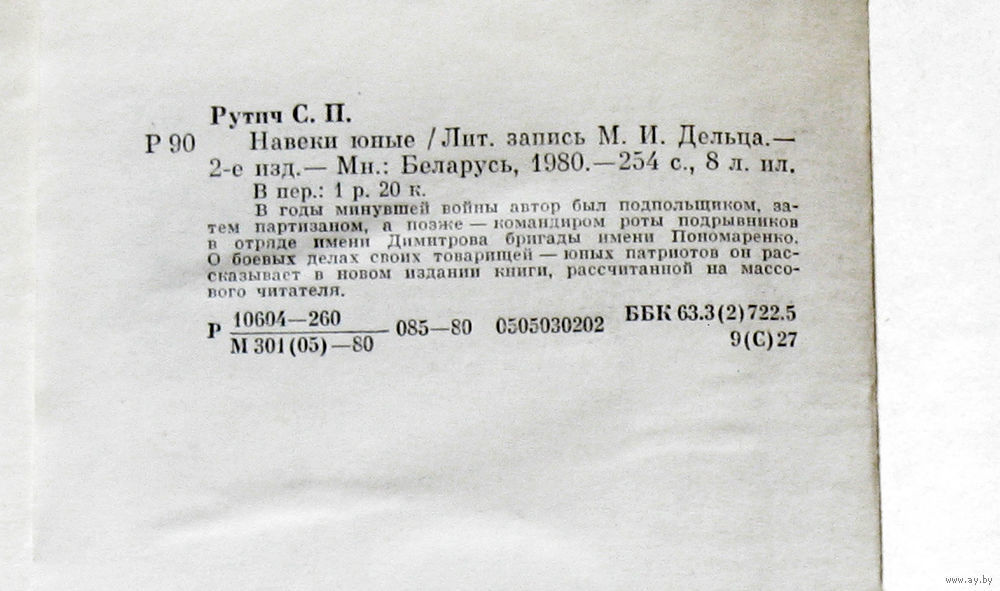 Рутич С. П.
Р 90 Навеки юные / Лит. запись М. И. Дельца.—
2-е изд.— Мн.: Беларусь, 1980.—254 с., 8 л. ил.
В пер.: 1 р. 20 к.
В годы минувшей войны автор был подпольщиком, за-
тем партизаном, а позже — командиром роты подрывников
в отряде имени Димитрова бригады имени Пономаренко.
О боевых делах своих товарищей — юных патриотов он рас-
сказывает в новом издании книги, рассчитанной на массо-
вого читателя.
Р 10604—260 085—80 0505030202 ББК 63.3(2)722.5
М 301(05)—80 9(С)27
www.ay.by